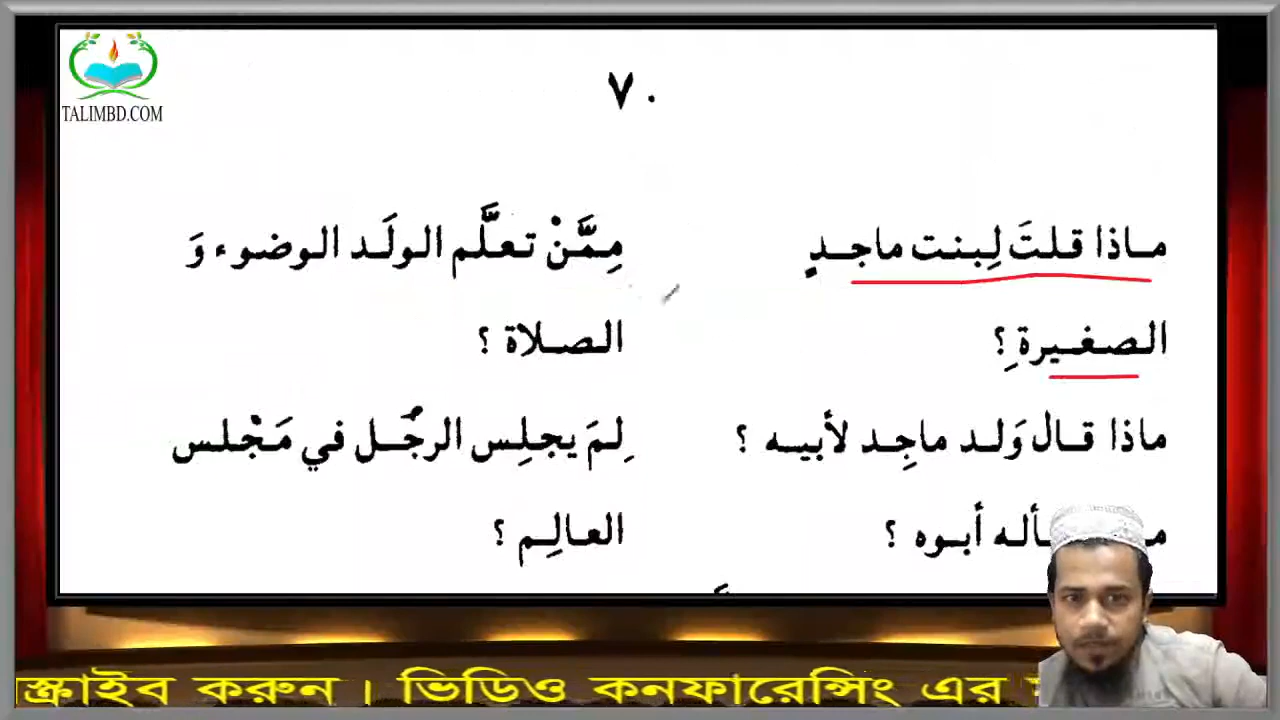 TALIMBD.COM
٧٠
ماذا قلتَ لِبنت ماجدٍ
الصغيرةِ؟
ماذا قال وَلد ماجِد لأبيه ؟
أله أبوه ؟
مِمَّنْ تعلَّم الولَد الوضوء وَ
الصلاة ؟
لِمَ يجلِس الرجُل في مَجْلس
العالِم ؟
স্ক্রাইব করুন । ভিডিও কনফারেন্সিং এর